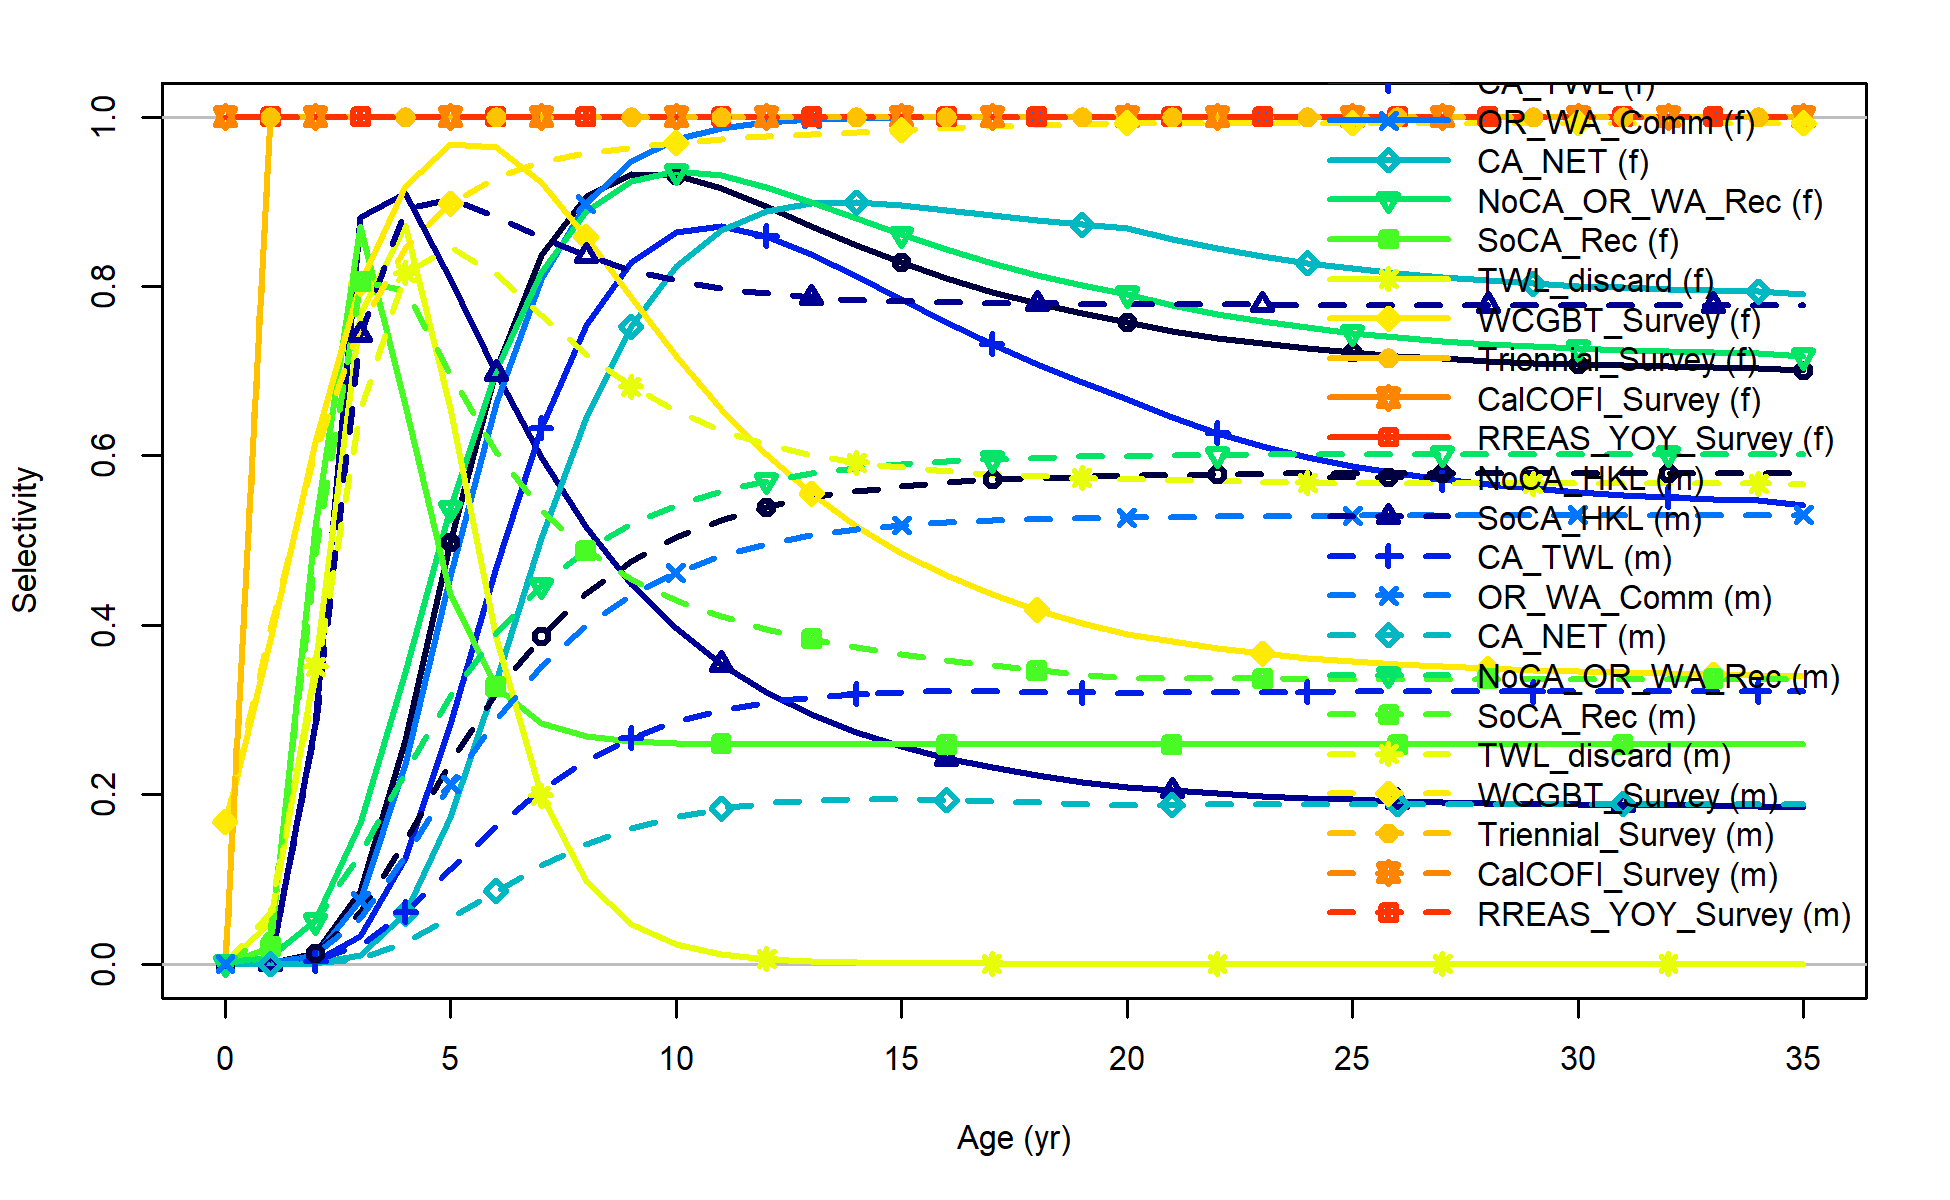 CA_TWL (f)
OR_WA_Comm (f)
CA_NET (f)
NoCA_OR_WA_Rec (f)
SoCA_Rec (f)
TWL_discard (f)
WCGBT_Survey (f)
Triennial_Survey (f)
CalCOFI_Survey (f)
RREAS_YOY_Survey (f)
NoCA_HKL (m)
SoCA_HKL (m)
CA_TWL (m)
OR_WA_Comm (m)
CA_NET (m)
NoCA_OR_WA_Rec (m)
SoCA_Rec (m)
TWL_discard (m)
WCGBT_Survey (m)
Triennial_Survey (m)
CalCOFI_Survey (m)
RREAS_YOY_Survey (m)
1.0
0.8
0.6
0.4
0.2
0.0
Selectivity
0 5 10 15 20 25 30 35
Age (yr)